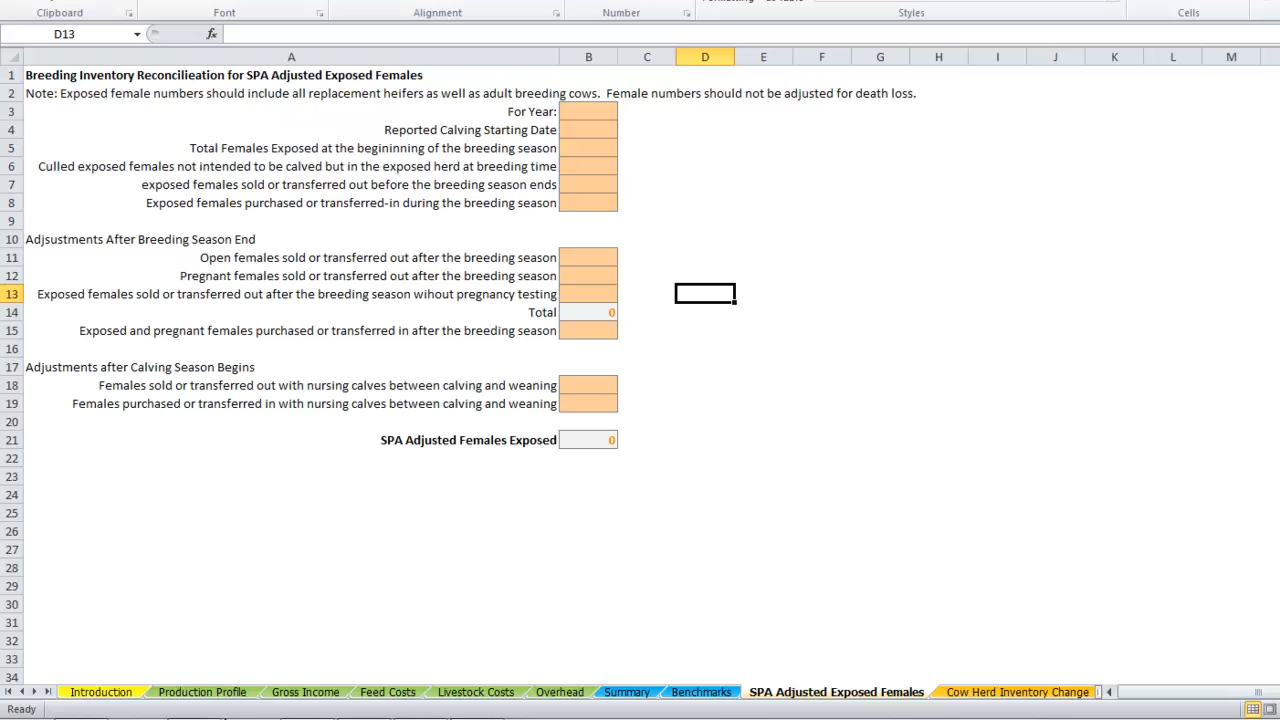 Clipboard Font Alignment Number Styles Cells
D13 fx
A B C D E F G H I J K L M
1 Breeding Inventory Reconcilieation for SPA Adjusted Exposed Females
2 Note: Exposed female numbers should include all replacement heifers as well as adult breeding cows. Female numbers should not be adjusted for death loss.
3 For Year:
4 Reported Calving Starting Date
5 Total Females Exposed at the begininning of the breeding season
6 Culled exposed females not intended to be calved but in the exposed herd at breeding time
7 exposed females sold or transferred out before the breeding season ends
8 Exposed females purchased or transferred-in during the breeding season
9
10 Adjsustments After Breeding Season End
11 Open females sold or transferred out after the breeding season
12 Pregnant females sold or transferred out after the breeding season
13 Exposed females sold or transferred out after the breeding season wihout pregnancy testing
14 Total 0
15 Exposed and pregnant females purchased or transferred in after the breeding season
16
17 Adjustments after Calving Season Begins
18 Females sold or transferred out with nursing calves between calving and weaning
19 Females purchased or transferred in with nursing calves between calving and weaning
20
21 SPA Adjusted Females Exposed 0
22
23
24
25
26
27
28
29
30
31
32
33
34
Introduction Production Profile Gross Income Feed Costs Livestock Costs Overhead Summary Benchmarks SPA Adjusted Exposed Females Cow Herd Inventory Change
Ready